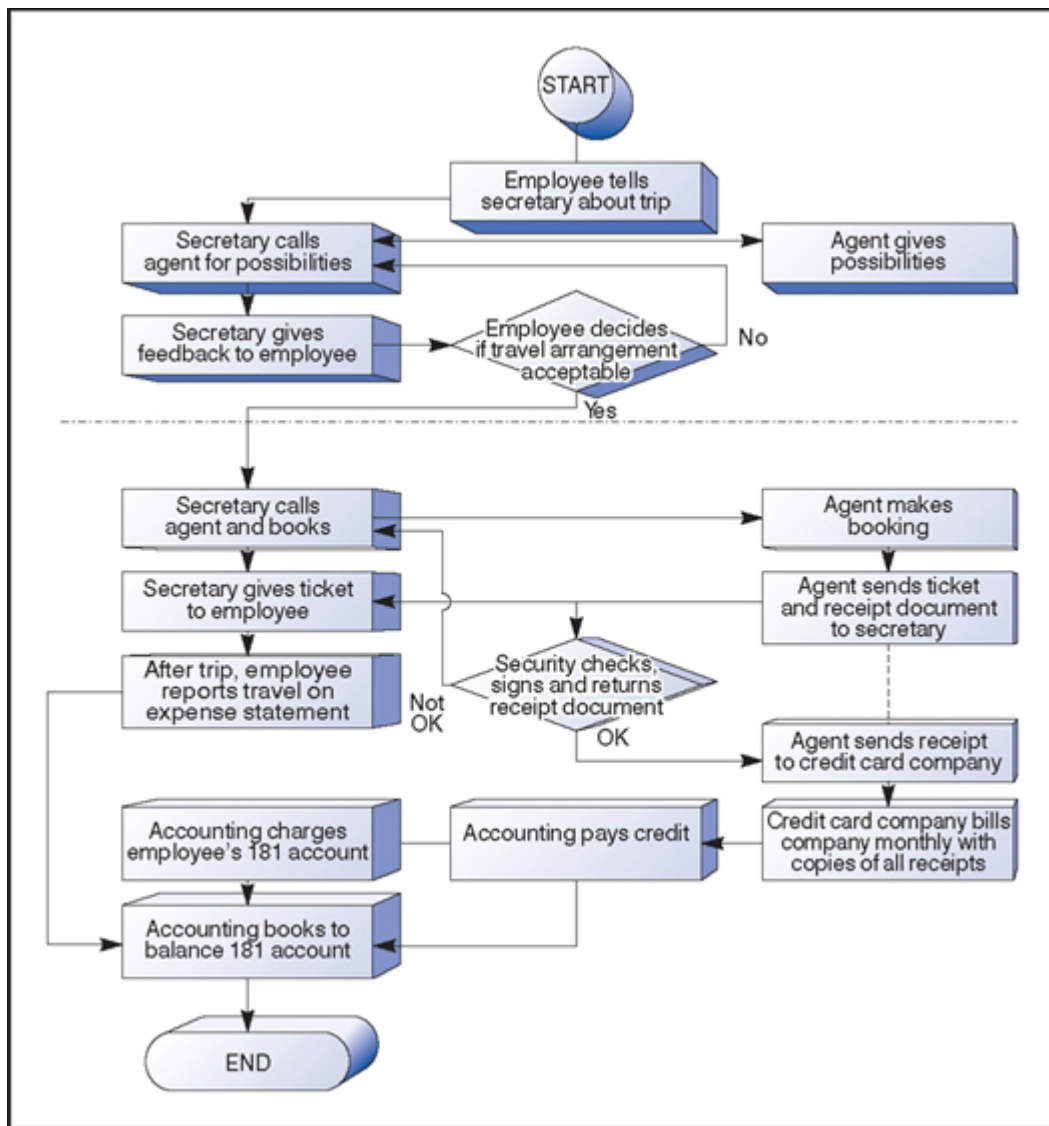 START
Employee tells
secretary about trip
Secretary calls
agent for possibilities
Agent gives
possibilities
Secretary gives
feedback to employee
Employee decides
if travel arrangement
acceptable
No
Yes
Secretary calls
agent and books
Agent makes
booking
Secretary gives ticket
to employee
Agent sends ticket
and receipt document
to secretary
After trip, employee
reports travel on
expense statement
Security checks,
signs and returns
receipt document
Not
OK
OK
Agent sends receipt
to credit card company
Accounting charges
employee's 181 account
Accounting pays credit
Credit card company bills
company monthly with
copies of all receipts
Accounting books to
balance 181 account
END